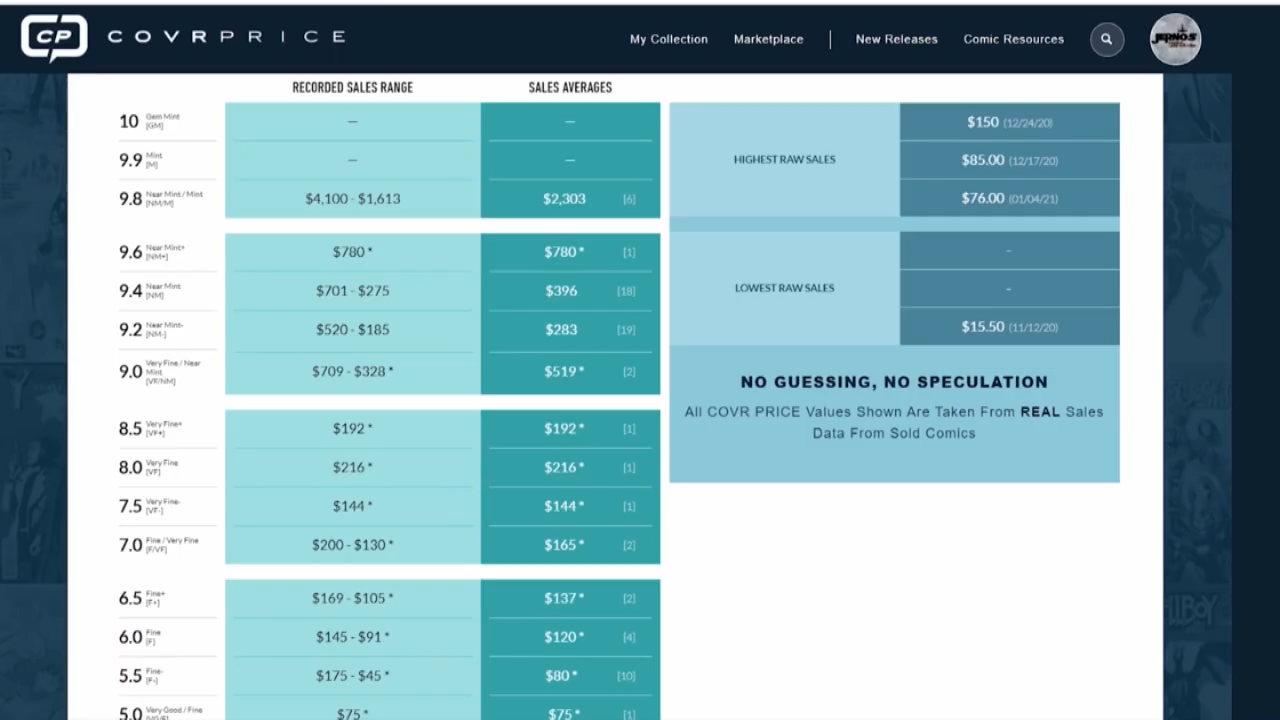 CP COVRPRICE
My Collection Marketplace New Releases Comic Resources
JERNO'S
RECORDED SALES RANGE SALES AVERAGES
10 Gem Mint [GM] — —
9.9 Mint [M] — —
9.8 Near Mint / Mint [NM/M] $4,100 - $1,613 $2,303 [6]
9.6 Near Mint+ [NM+] $780 * $780 * [1]
9.4 Near Mint [NM] $701 - $275 $396 [18]
9.2 Near Mint- [NM-] $520 - $185 $283 [19]
9.0 Very Fine / Near Mint [VF/NM] $709 - $328 * $519 * [2]
8.5 Very Fine+ [VF+] $192 * $192 * [1]
8.0 Very Fine [VF] $216 * $216 * [1]
7.5 Very Fine- [VF-] $144 * $144 * [1]
7.0 Fine / Very Fine [F/VF] $200 - $130 * $165 * [2]
6.5 Fine+ [F+] $169 - $105 * $137 * [2]
6.0 Fine [F] $145 - $91 * $120 * [4]
5.5 Fine- [F-] $175 - $45 * $80 * [10]
5.0 Very Good / Fine [VG/F] $75 * $75 * [1]
HIGHEST RAW SALES
$150 (12/24/20)
$85.00 (12/17/20)
$76.00 (01/04/21)
LOWEST RAW SALES
-
-
$15.50 (11/12/20)
NO GUESSING, NO SPECULATION
All COVR PRICE Values Shown Are Taken From REAL Sales
Data From Sold Comics
HELLBOY